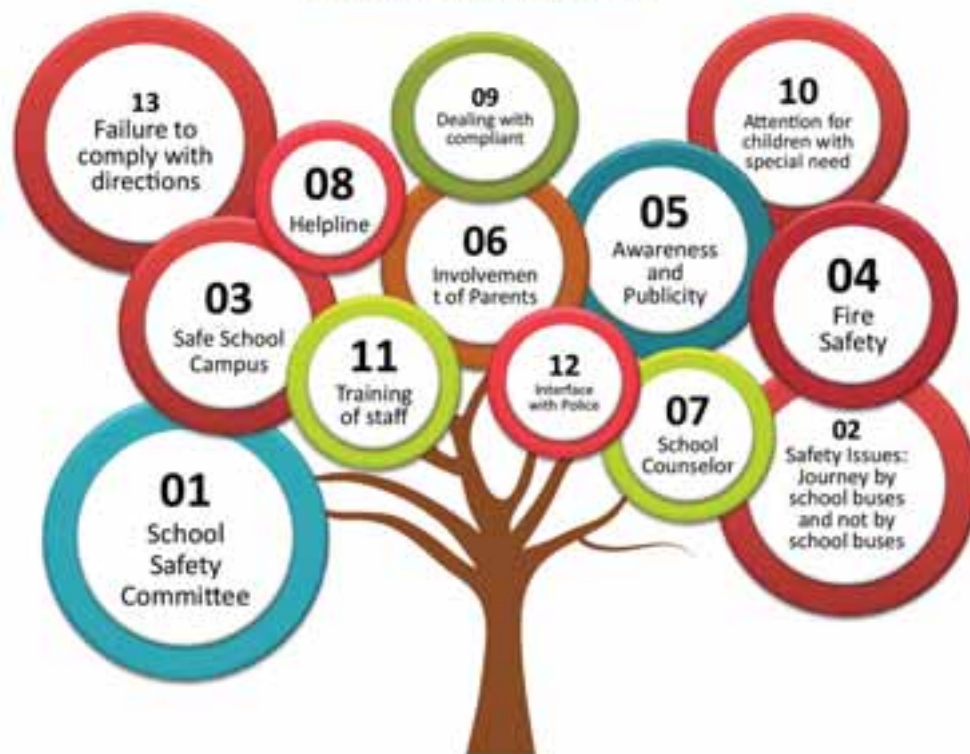 13
Failure to
comply with
directions
08
Helpline
09
Dealing with
compliant
10
Attention for
children with
special need
03
Safe School
Campus
06
Involvemen
t of Parents
05
Awareness
and
Publicity
04
Fire
Safety
11
Training
of staff
12
Interface
with Police
07
School
Counselor
02
Safety Issues:
Journey by
school buses
and not by
school buses
01
School
Safety
Committee